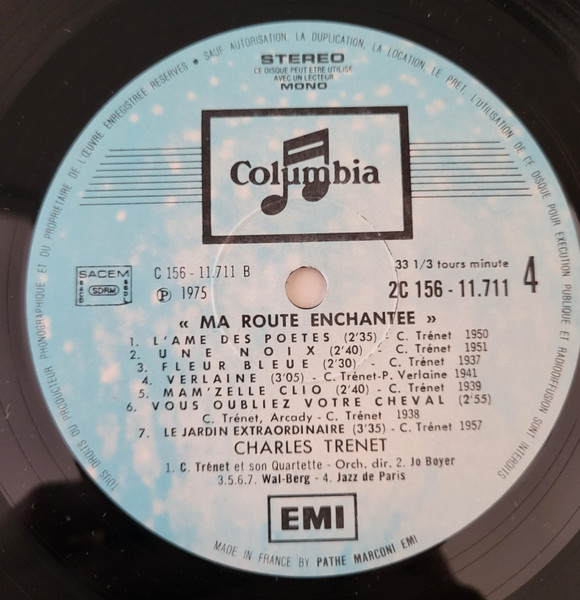 TOUS DROITS DU PRODUCTEUR PHONOGRAPHIQUE ET DU PROPRIETAIRE DE L'ŒUVRE ENREGISTREE RESERVES • SAUF AUTORISATION, LA DUPLICATION, LA LOCATION, LE PRET, L'UTILISATION DE CE DISQUE POUR EXECUTION PUBLIQUE ET RADIODIFFUSION SONT INTERDITS
STEREO
CE DISQUE PEUT ETRE UTILISE
AVEC UN LECTEUR
MONO
Columbia
SACEM
SDRM
C 156 - 11.711 B
℗ 1975
33 1/3 tours minute
2C 156 - 11.711 4
« MA ROUTE ENCHANTEE »
1. L'AME DES POETES (2'35) - C. Trénet 1950
2. UNE NOIX (2'40) - C. Trénet 1951
3. FLEUR BLEUE (2'30) - C. Trénet 1937
4. VERLAINE (3'05) - C. Trénet-P. Verlaine 1941
5. MAM'ZELLE CLIO (2'40) - C. Trénet 1939
6. VOUS OUBLIEZ VOTRE CHEVAL (2'55)
C. Trénet, Arcady - C. Trénet 1938
7. LE JARDIN EXTRAORDINAIRE (3'35) - C. Trénet 1957
CHARLES TRENET
1. C. Trénet et son Quartette - Orch. dir. 2. Jo Boyer
3.5.6.7. Wal-Berg - 4. Jazz de Paris
EMI
MADE IN FRANCE BY PATHE MARCONI EMI